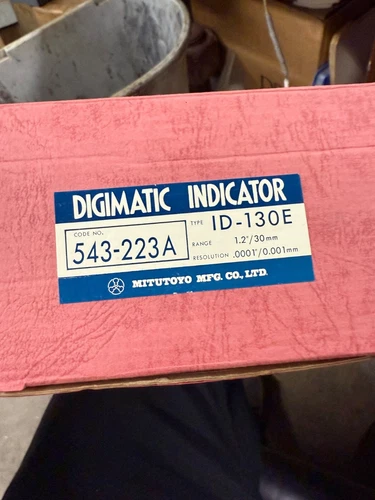 DIGIMATIC INDICATOR
CODE NO. 543-223A
TYPE ID-130E
RANGE 1.2"/30mm
RESOLUTION .0001"/0.001mm
MITUTOYO MFG. CO., LTD.